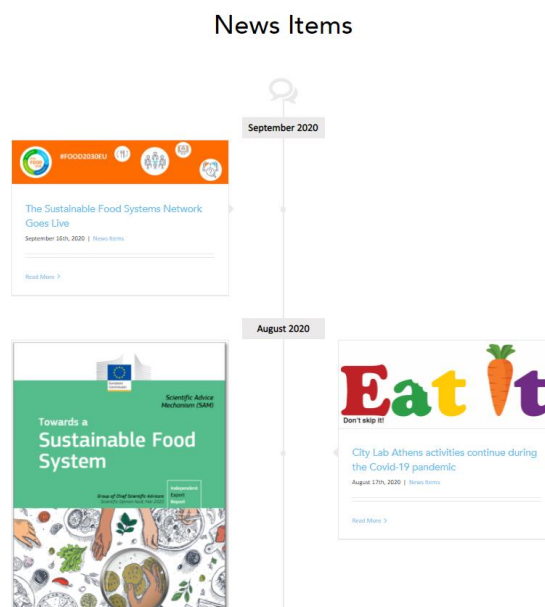 News Items
September 2020
#FOOD2030EU
The Sustainable Food Systems Network
Goes Live
September 16th, 2020 | News Items
Read More >
August 2020
Scientific Advice
Mechanism (SAM)
Towards a
Sustainable Food
System
Independent
Expert
Report
Group of Chief Scientific Advisors
Eat it
Don't skip it!
City Lab Athens activities continue during
the Covid-19 pandemic
August 17th, 2020 | News Items
Read More >